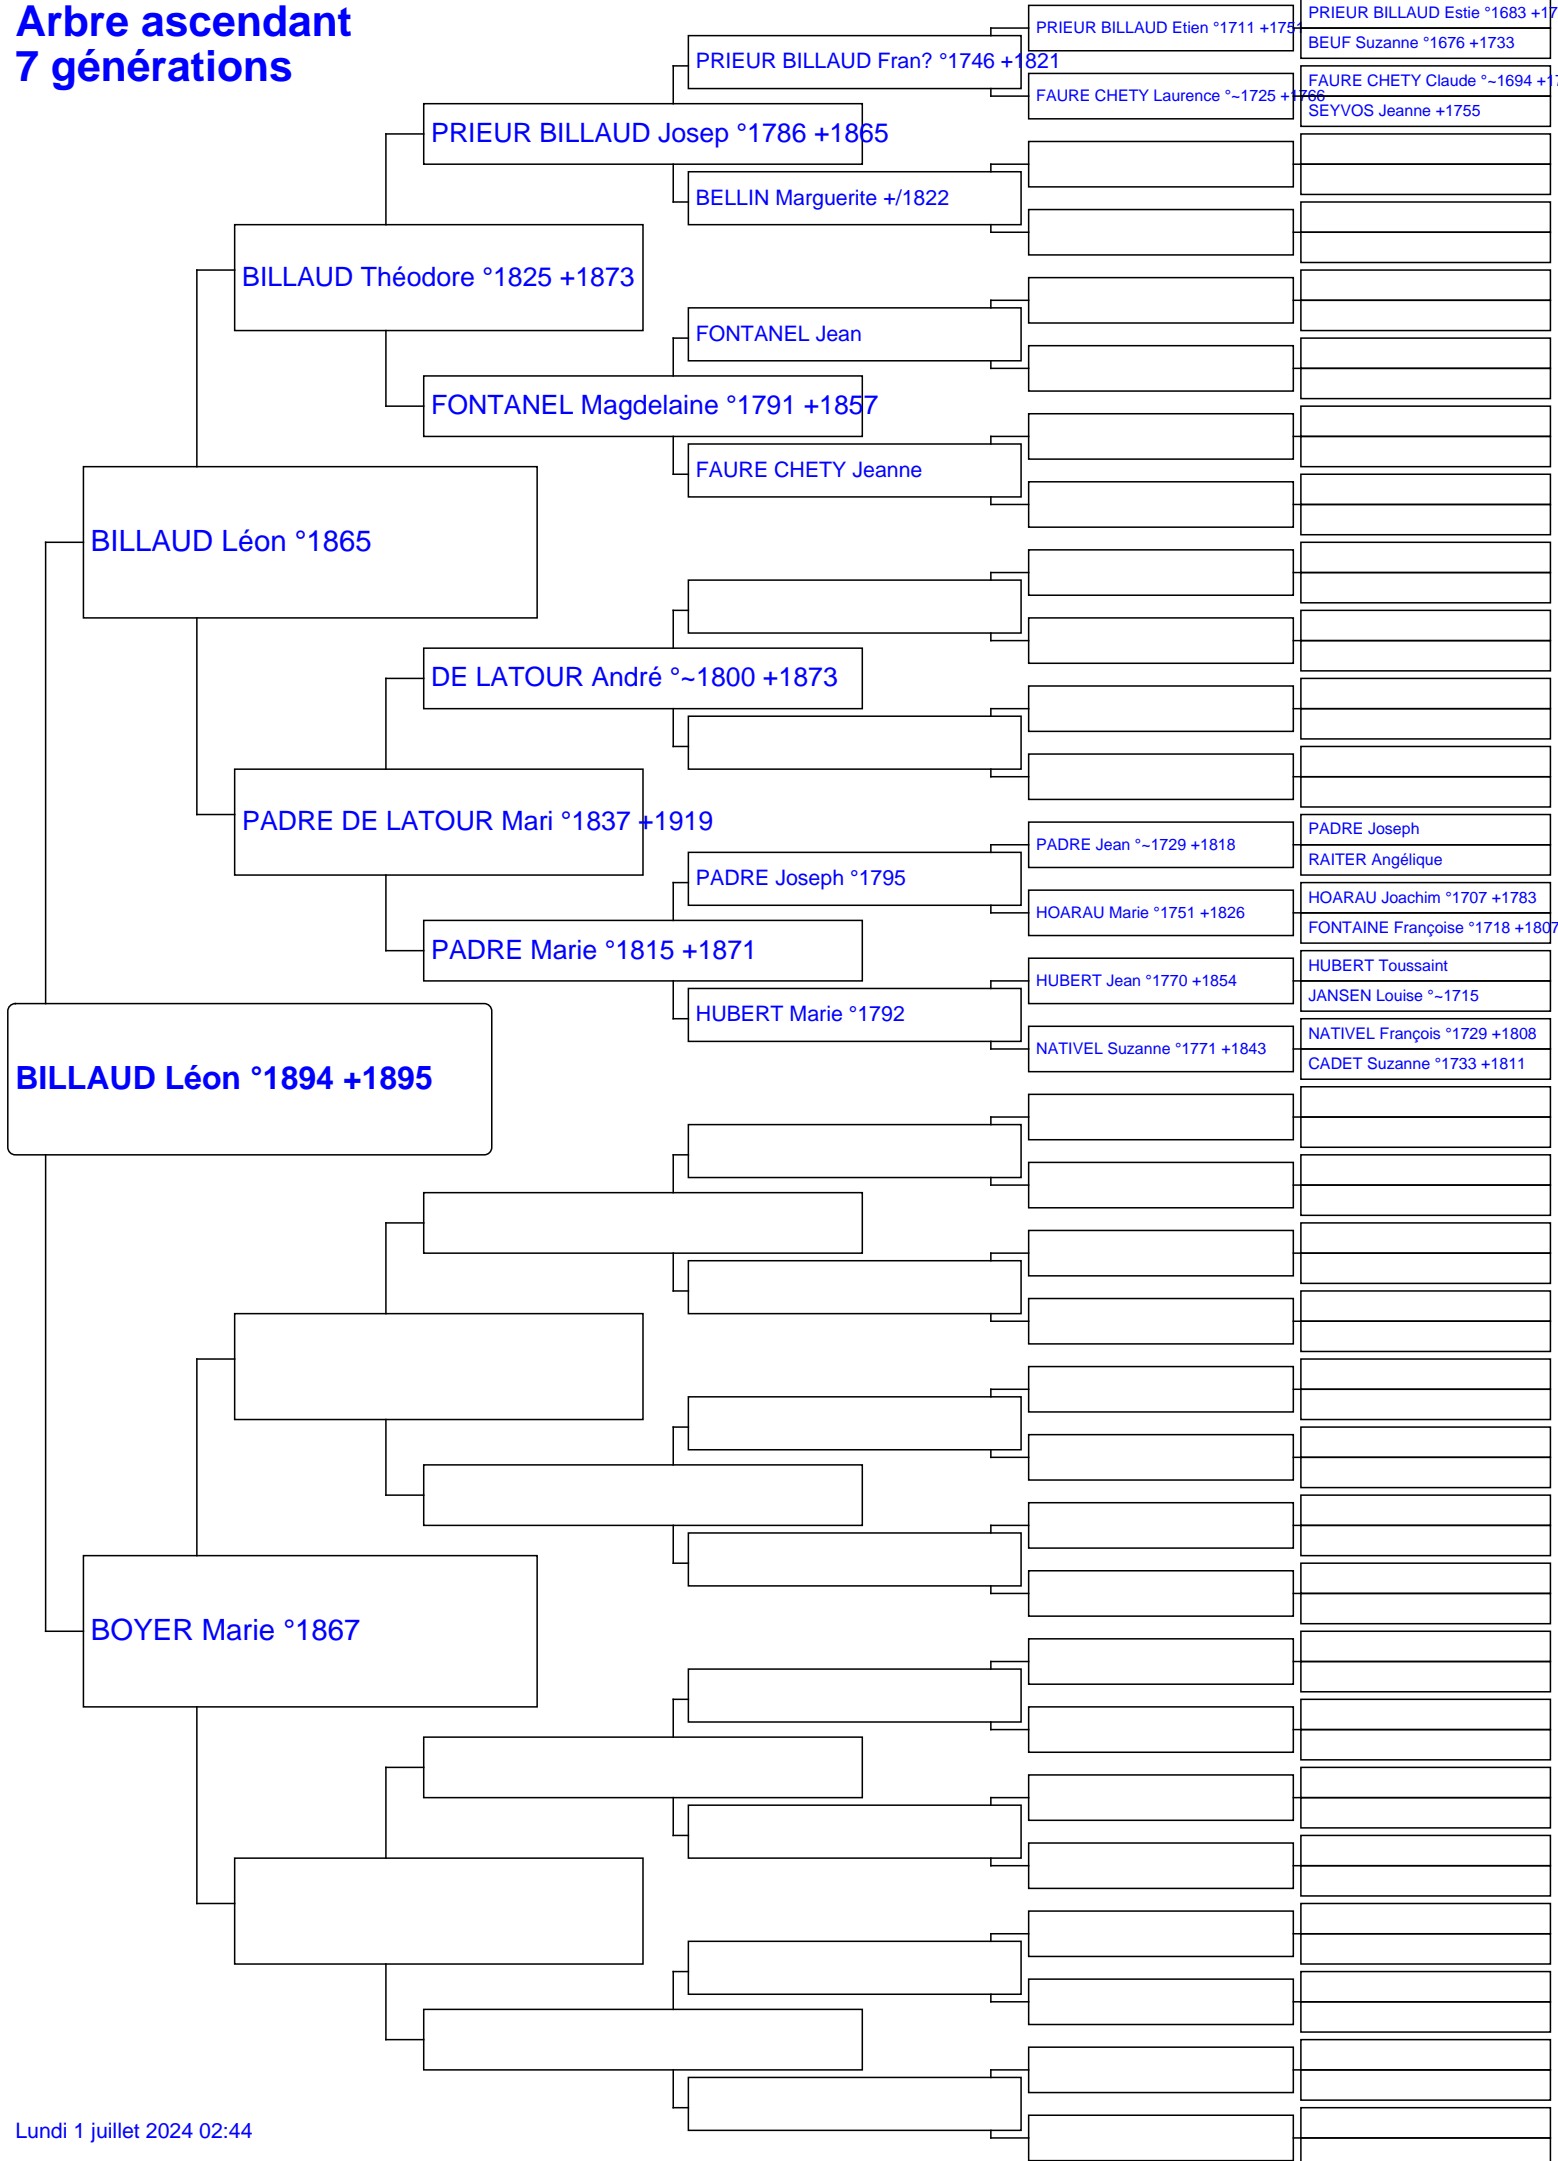 Arbre ascendant
7 générations
PRIEUR BILLAUD Estie °1683 +17
PRIEUR BILLAUD Etien °1711 +1751
BEUF Suzanne °1676 +1733
PRIEUR BILLAUD Fran? °1746 +1821
FAURE CHETY Claude °~1694 +17
FAURE CHETY Laurence °~1725 +1766
SEYVOS Jeanne +1755
PRIEUR BILLAUD Josep °1786 +1865
BELLIN Marguerite +/1822
BILLAUD Théodore °1825 +1873
FONTANEL Jean
FONTANEL Magdelaine °1791 +1857
FAURE CHETY Jeanne
BILLAUD Léon °1865
DE LATOUR André °~1800 +1873
PADRE DE LATOUR Mari °1837 +1919
PADRE Joseph
PADRE Jean °~1729 +1818
RAITER Angélique
PADRE Joseph °1795
HOARAU Joachim °1707 +1783
HOARAU Marie °1751 +1826
FONTAINE Françoise °1718 +1807
PADRE Marie °1815 +1871
HUBERT Toussaint
HUBERT Jean °1770 +1854
JANSEN Louise °~1715
HUBERT Marie °1792
NATIVEL François °1729 +1808
NATIVEL Suzanne °1771 +1843
CADET Suzanne °1733 +1811
BILLAUD Léon °1894 +1895
BOYER Marie °1867
Lundi 1 juillet 2024 02:44